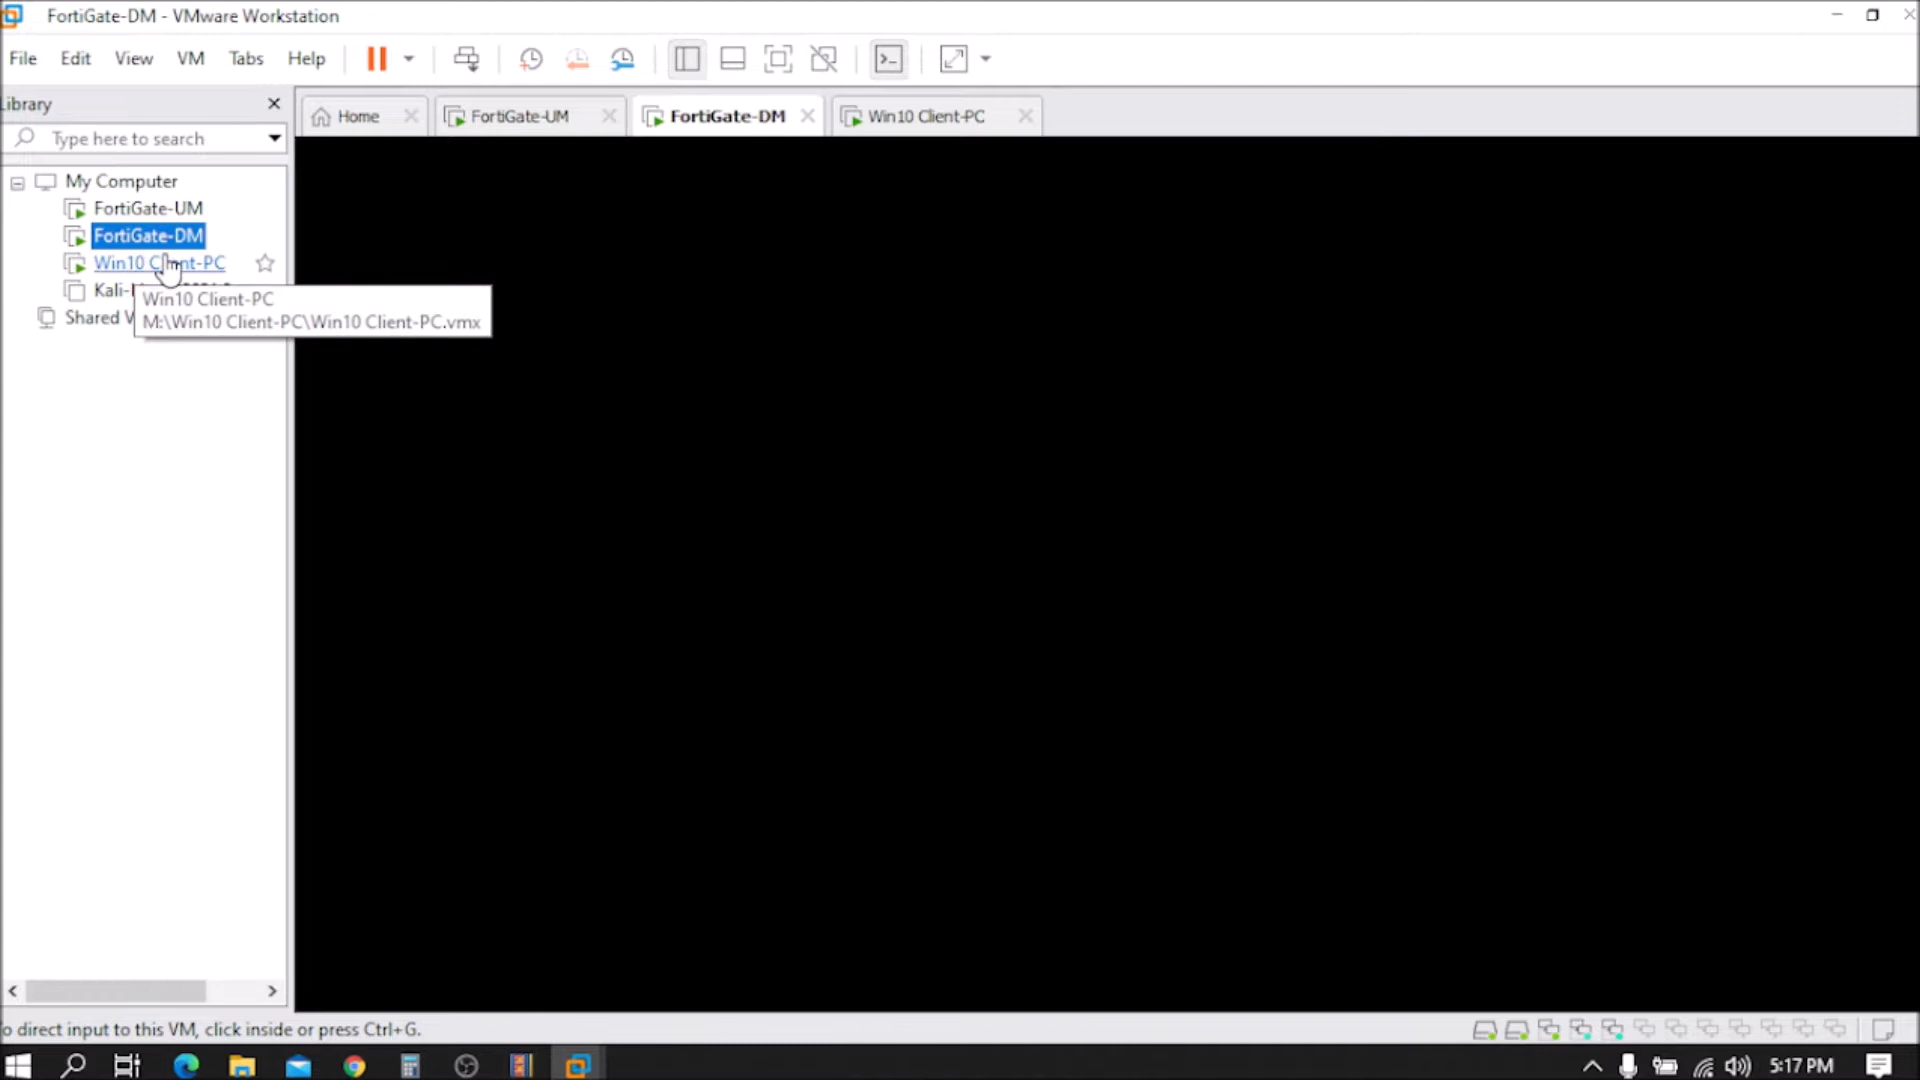 FortiGate-DM - VMware Workstation
File Edit View VM Tabs Help
Library
Home FortiGate-UM FortiGate-DM Win10 Client-PC
Type here to search
My Computer
FortiGate-UM
FortiGate-DM
Win10 Client-PC
Kali-
Win10 Client-PC
Shared V
M:\Win10 Client-PC\Win10 Client-PC.vmx
o direct input to this VM, click inside or press Ctrl+G.
5:17 PM